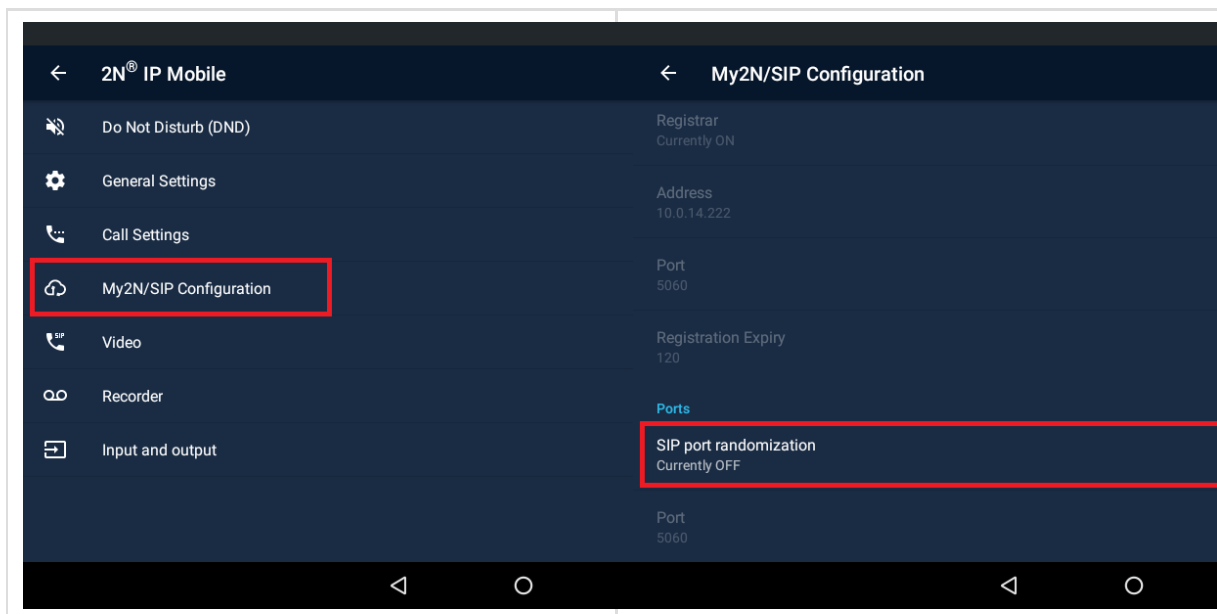 2N® IP Mobile
Do Not Disturb (DND)
General Settings
Call Settings
My2N/SIP Configuration
SIP
Video
Recorder
Input and output
My2N/SIP Configuration
Registrar
Currently ON
Address
10.0.14.222
Port
5060
Registration Expiry
120
Ports
SIP port randomization
Currently OFF
Port
5060